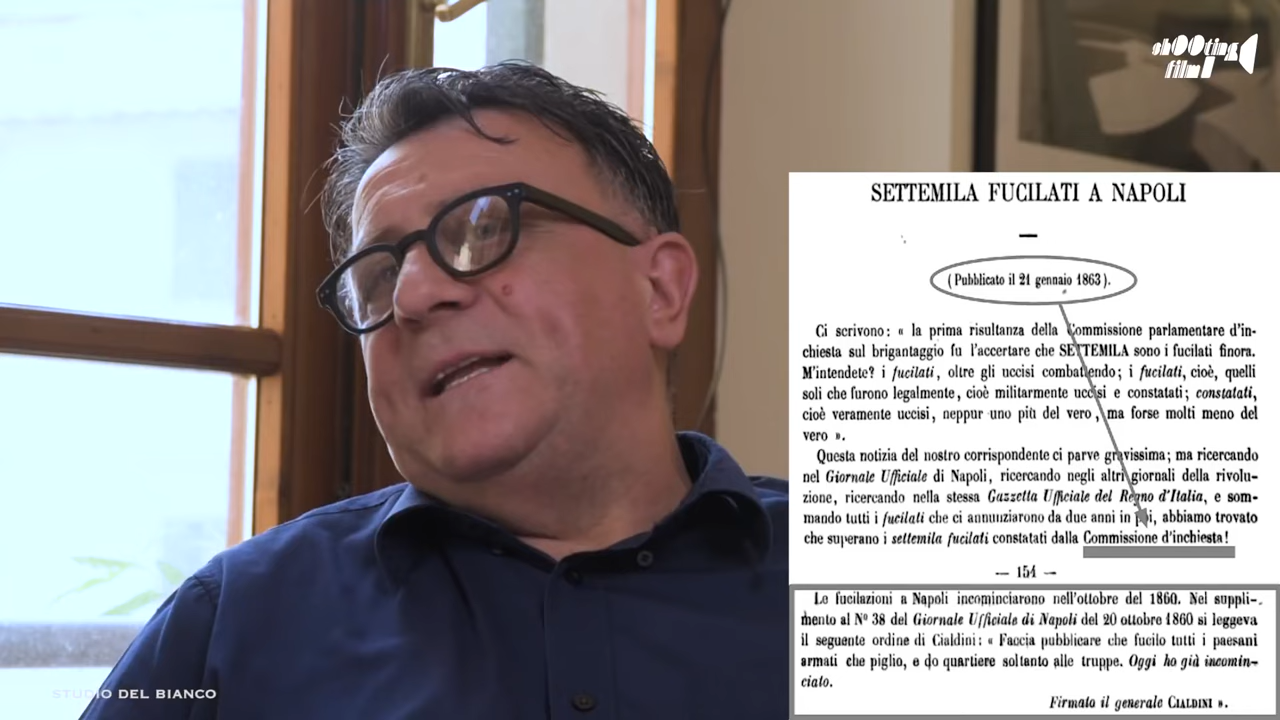 shooting
film
SETTEMILA FUCILATI A NAPOLI
(Pubblicato il 21 gennaio 1863).
Ci scrivono: « la prima risultanza della Commissione parlamentare d'in-
chiesta sul brigantaggio fu l'accertare che SETTEMILA sono i fucilati finora.
M'intendete? i fucilati, oltre gli uccisi combattendo; i fucilati, cioè, quelli
soli che furono legalmente, cioè militarmente uccisi e constatati; constatati,
cioè veramente uccisi, neppur uno più del vero, ma forse molti meno del
vero ».
Questa notizia del nostro corrispondente ci parve gravissima; ma ricercando
nel Giornale Ufficiale di Napoli, ricercando negli altri giornali della rivolu-
zione, ricercando nella stessa Gazzetta Ufficiale del Regno d'Italia, e som-
mando tutti i fucilati che ci annunziarono da due anni in poi, abbiamo trovato
che superano i settemila fucilati constatati dalla Commissione d'inchiesta!
— 154 —
Le fucilazioni a Napoli incominciarono nell'ottobre del 1860. Nel suppli-
mento al N° 38 del Giornale Ufficiale di Napoli del 20 ottobre 1860 si leggeva
il seguente ordine di Cialdini: « Faccia pubblicare che fucilo tutti i paesani
armati che piglio, e do quartiere soltanto alle truppe. Oggi ho già incomin-
ciato.
Firmato il generale CIALDINI ».
STUDIO DEL BIANCO